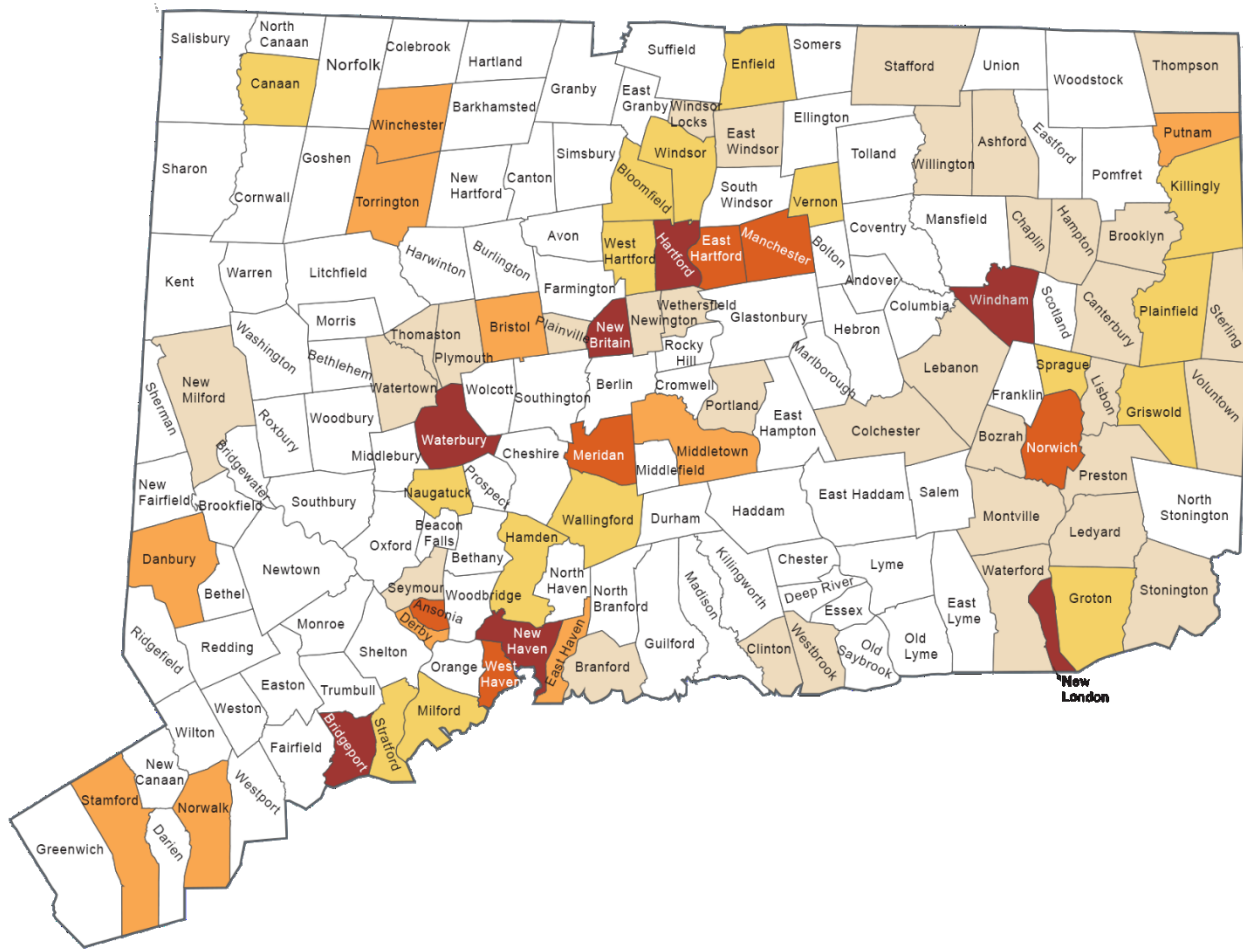 Salisbury
North
Canaan
Colebrook
Hartland
Norfolk
Canaan
Suffield
Enfield
Somers
Stafford
Union
Woodstock
Thompson
Granby
East
Granby
Windsor
Locks
Barkhamsted
Winchester
East
Windsor
Ellington
Windsor
Willington
Ashford
Eastford
Putnam
Sharon
Cornwall
Goshen
Torrington
New
Hartford
Canton
Simsbury
Bloomfield
South
Windsor
Vernon
Tolland
Pomfret
Killingly
Kent
Warren
Litchfield
Harwinton
Burlington
Avon
Farmington
West
Hartford
Hartford
East
Hartford
Manchester
Bolton
Coventry
Mansfield
Chaplin
Hampton
Brooklyn
Andover
Columbia
Windham
Scotland
Canterbury
Plainfield
Sterling
Washington
Morris
Bethlehem
Thomaston
Plymouth
Bristol
Plainville
New
Britain
Newington
Wethersfield
Rocky
Hill
Glastonbury
Marlborough
Hebron
Lebanon
Franklin
Sprague
Lisbon
Griswold
Voluntown
Sherman
New
Milford
Roxbury
Woodbury
Watertown
Waterbury
Wolcott
Southington
Berlin
Cromwell
Portland
East
Hampton
Colchester
Bozrah
Norwich
Preston
North
Stonington
Bridgewater
Middlebury
Naugatuck
Prospect
Cheshire
Meridan
Middlefield
Middletown
New
Fairfield
Brookfield
Southbury
Oxford
Beacon
Falls
Bethany
Hamden
Wallingford
Durham
Haddam
East Haddam
Salem
Montville
Ledyard
Danbury
Bethel
Newtown
Seymour
Woodbridge
North
Haven
North
Branford
Killingworth
Madison
Chester
Deep River
Essex
Lyme
East
Lyme
Waterford
Groton
Stonington
Ridgefield
Redding
Monroe
Shelton
Ansonia
Derby
Orange
New
Haven
West
Haven
East Haven
Branford
Guilford
Clinton
Westbrook
Old
Saybrook
Old
Lyme
New
London
Easton
Trumbull
Weston
Wilton
Fairfield
Bridgeport
Stratford
Milford
New
Canaan
Westport
Norwalk
Stamford
Darien
Greenwich